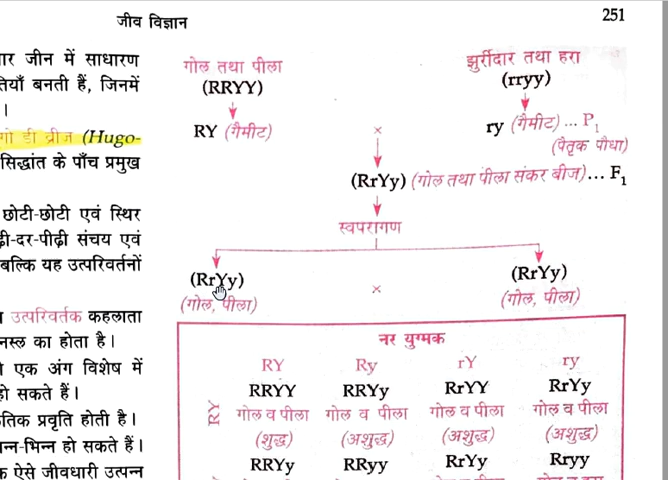 जीव विज्ञान
251
ार जीन में साधारण
तियाँ बनती हैं, जिनमें
।
गो डी व्रीज (Hugo-
सिद्धांत के पाँच प्रमुख
छोटी-छोटी एवं स्थिर
ढ़ी-दर-पीढ़ी संचय एवं
बल्कि यह उत्परिवर्तनों
उत्परिवर्तक कहलाता
नस्ल का होता है।
एक अंग विशेष में
हो सकते हैं।
तिक प्रवृति होती है।
न्न-भिन्न हो सकते हैं।
क ऐसे जीवधारी उत्पन्न
गोल तथा पीला
झुर्रीदार तथा हरा
(RRYY)
(rryy)
RY (गैमीट)
×
ry (गैमीट) ... P1
(पैतृक पौधा)
(RrYy) (गोल तथा पीला संकर बीज)... F1
स्वपरागण
(RrYy)
(RrYy)
(गोल, पीला)
×
(गोल, पीला)
नर युग्मक
RY Ry rY ry
RY
RRYY RRYy RrYY RrYy
गोल व पीला गोल व पीला गोल व पीला गोल व पीला
(शुद्ध) (अशुद्ध) (अशुद्ध) (अशुद्ध)
RRYy RRyy RrYy Rryy